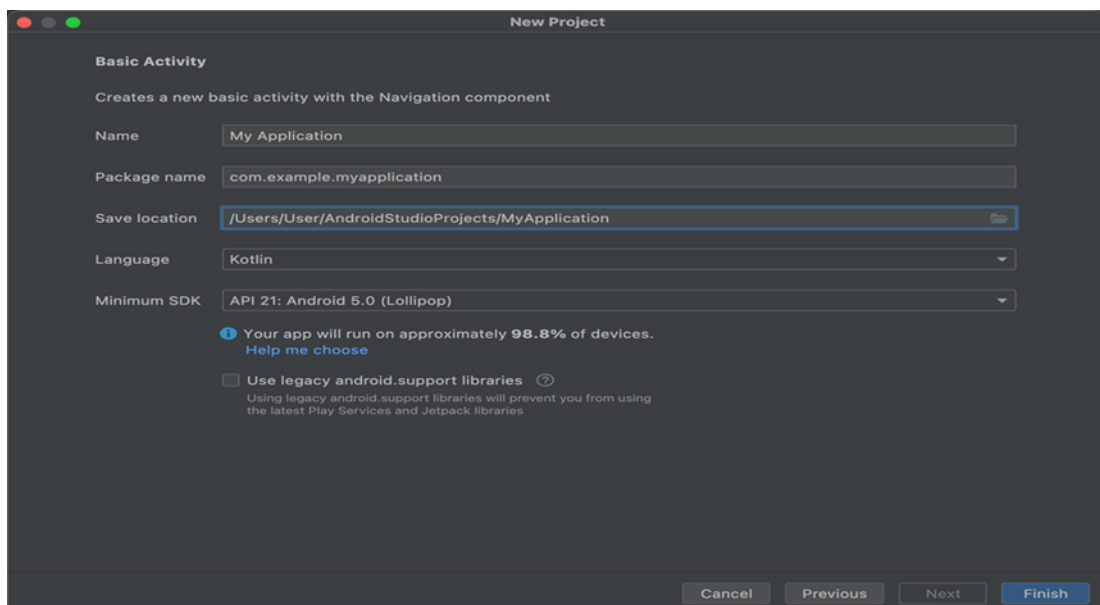 New Project
Basic Activity
Creates a new basic activity with the Navigation component
Name My Application
Package name com.example.myapplication
Save location /Users/User/AndroidStudioProjects/MyApplication
Language Kotlin
Minimum SDK API 21: Android 5.0 (Lollipop)
Your app will run on approximately 98.8% of devices.
Help me choose
Use legacy android.support libraries
Using legacy android.support libraries will prevent you from using
the latest Play Services and Jetpack libraries
Cancel Previous Next Finish